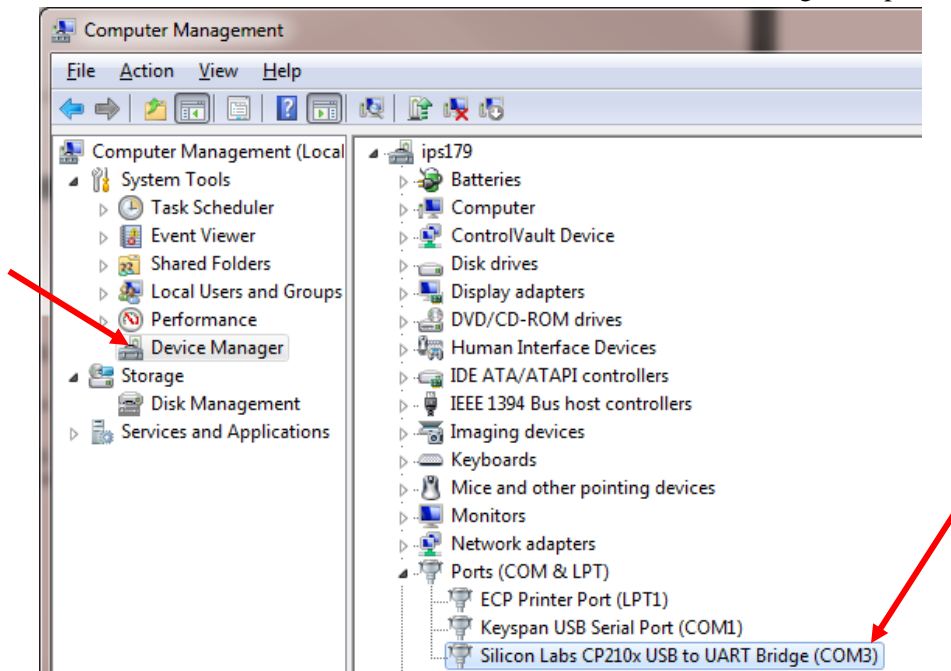 Computer Management
File Action View Help
Computer Management (Local
System Tools
Task Scheduler
Event Viewer
Shared Folders
Local Users and Groups
Performance
Device Manager
Storage
Disk Management
Services and Applications
ips179
Batteries
Computer
ControlVault Device
Disk drives
Display adapters
DVD/CD-ROM drives
Human Interface Devices
IDE ATA/ATAPI controllers
IEEE 1394 Bus host controllers
Imaging devices
Keyboards
Mice and other pointing devices
Monitors
Network adapters
Ports (COM & LPT)
ECP Printer Port (LPT1)
Keyspan USB Serial Port (COM1)
Silicon Labs CP210x USB to UART Bridge (COM3)